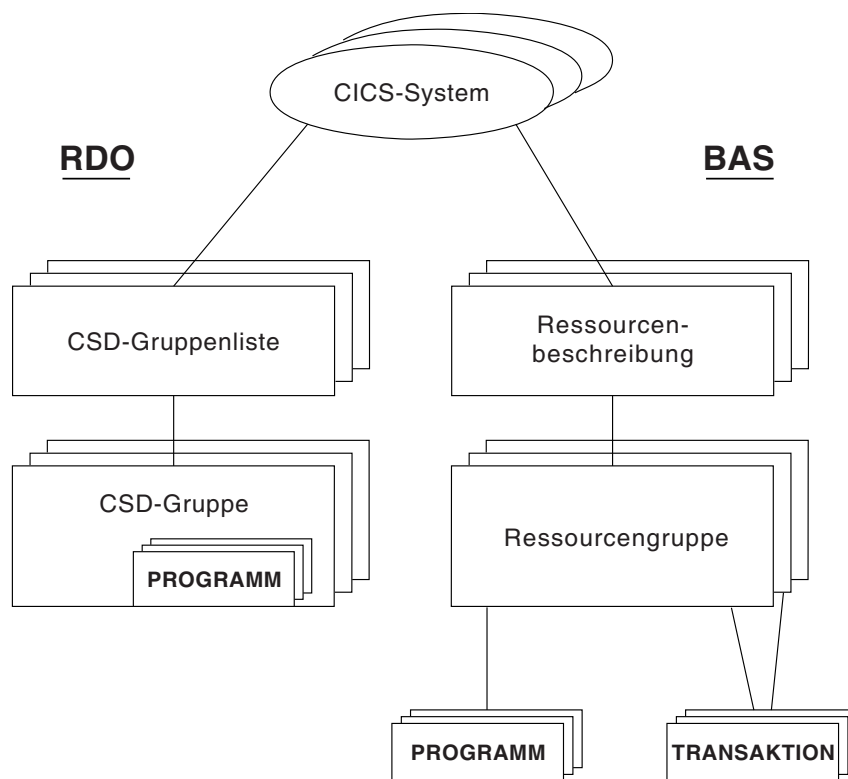 CICS-System
RDO
BAS
CSD-Gruppenliste
Ressourcen-
beschreibung
CSD-Gruppe
PROGRAMM
Ressourcengruppe
PROGRAMM
TRANSAKTION